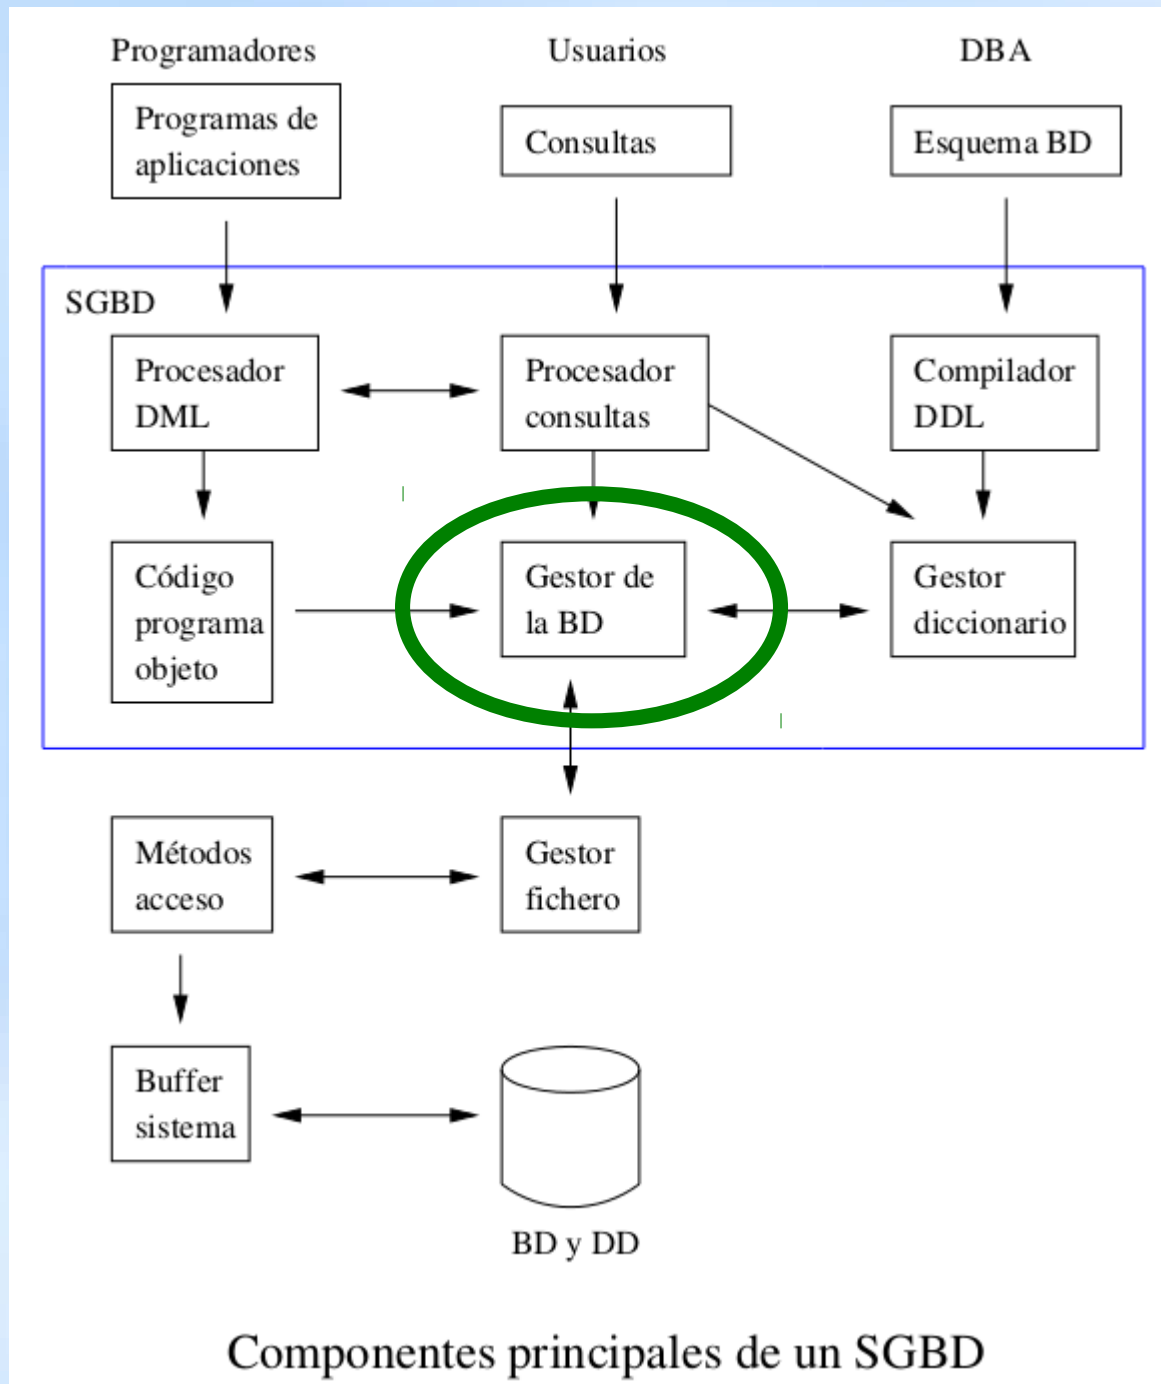 Programadores
Usuarios
DBA
Programas de
aplicaciones
Consultas
Esquema BD
SGBD
Procesador
DML
Procesador
consultas
Compilador
DDL
Código
programa
objeto
Gestor de
la BD
Gestor
diccionario
Métodos
acceso
Gestor
fichero
Buffer
sistema
BD y DD
Componentes principales de un SGBD